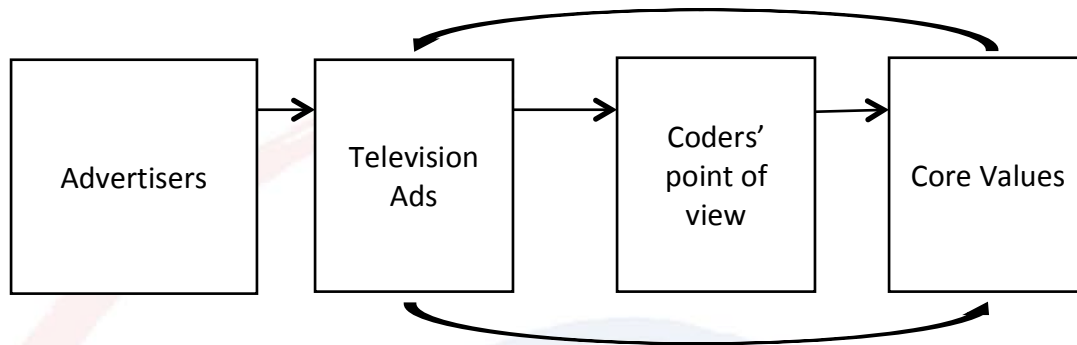 Advertisers
Television
Ads
Coders’
point of
view
Core Values